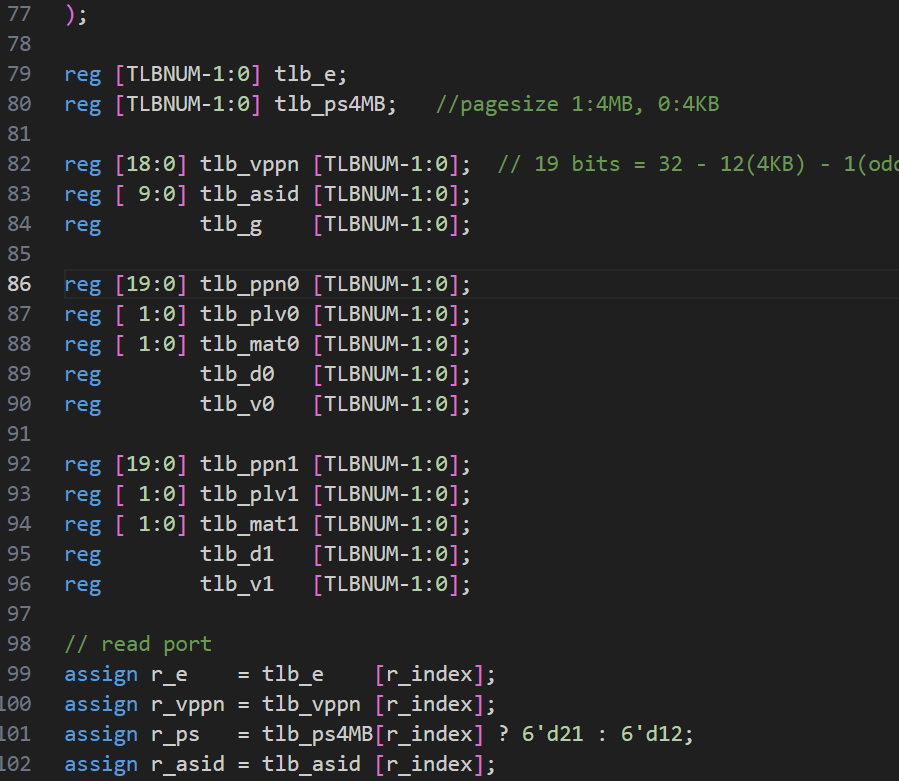 77 );
78
79 reg [TLBNUM-1:0] tlb_e;
80 reg [TLBNUM-1:0] tlb_ps4MB;   //pagesize 1:4MB, 0:4KB
81
82 reg [18:0] tlb_vppn [TLBNUM-1:0];  // 19 bits = 32 - 12(4KB) - 1(odd
83 reg [ 9:0] tlb_asid [TLBNUM-1:0];
84 reg        tlb_g    [TLBNUM-1:0];
85
86 reg [19:0] tlb_ppn0 [TLBNUM-1:0];
87 reg [ 1:0] tlb_plv0 [TLBNUM-1:0];
88 reg [ 1:0] tlb_mat0 [TLBNUM-1:0];
89 reg        tlb_d0   [TLBNUM-1:0];
90 reg        tlb_v0   [TLBNUM-1:0];
91
92 reg [19:0] tlb_ppn1 [TLBNUM-1:0];
93 reg [ 1:0] tlb_plv1 [TLBNUM-1:0];
94 reg [ 1:0] tlb_mat1 [TLBNUM-1:0];
95 reg        tlb_d1   [TLBNUM-1:0];
96 reg        tlb_v1   [TLBNUM-1:0];
97
98 // read port
99 assign r_e    = tlb_e    [r_index];
100 assign r_vppn = tlb_vppn [r_index];
101 assign r_ps   = tlb_ps4MB[r_index] ? 6'd21 : 6'd12;
102 assign r_asid = tlb_asid [r_index];